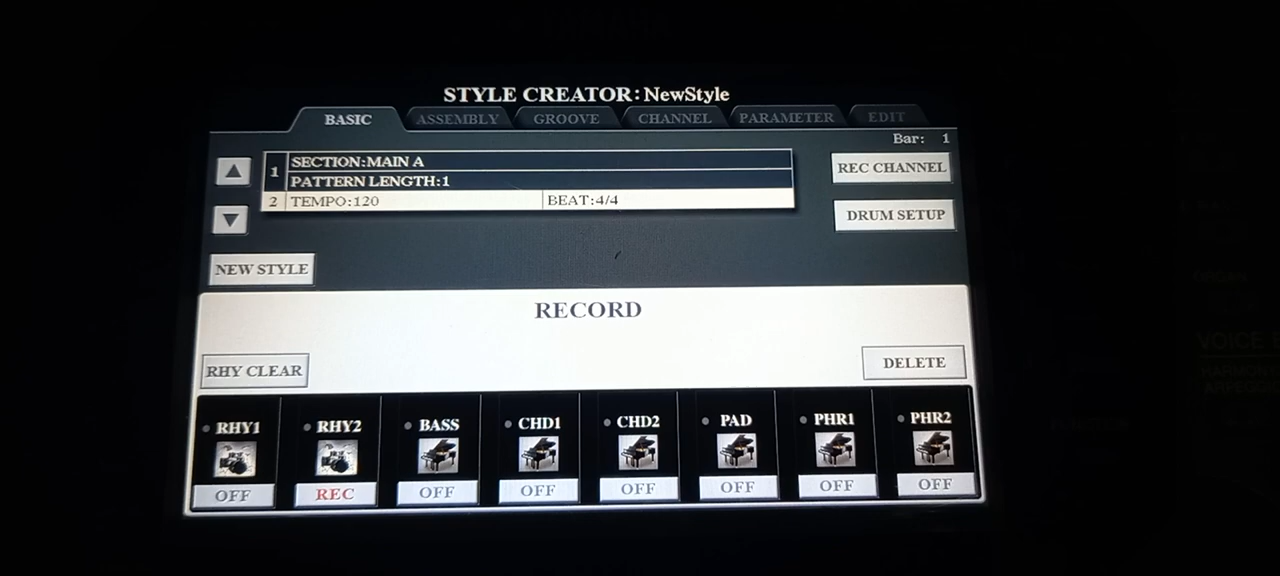 STYLE CREATOR:NewStyle
BASIC ASSEMBLY GROOVE CHANNEL PARAMETER EDIT
Bar: 1
1 SECTION:MAIN A
PATTERN LENGTH:1
2 TEMPO:120 BEAT:4/4
REC CHANNEL
DRUM SETUP
NEW STYLE
RECORD
RHY CLEAR
DELETE
RHY1 RHY2 BASS CHD1 CHD2 PAD PHR1 PHR2
OFF REC OFF OFF OFF OFF OFF OFF
YAMAHA
VOICE